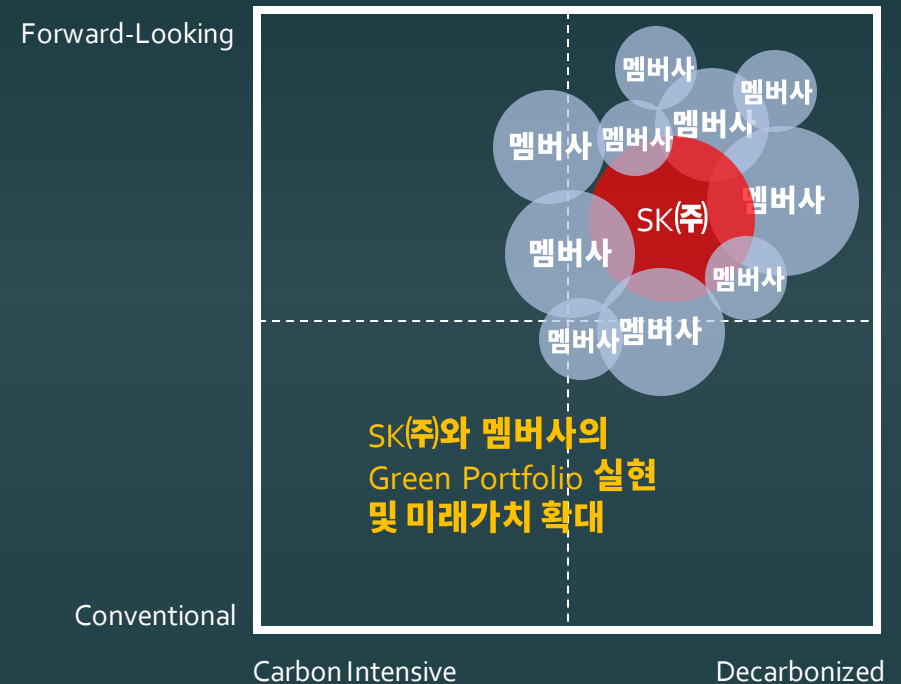 Forward-Looking
멤버사
멤버사
멤버사
멤버사
멤버사
멤버사
SK㈜
멤버사
멤버사
멤버사
멤버사
SK㈜와 멤버사의
Green Portfolio 실현
및 미래가치 확대
Conventional
Carbon Intensive
Decarbonized